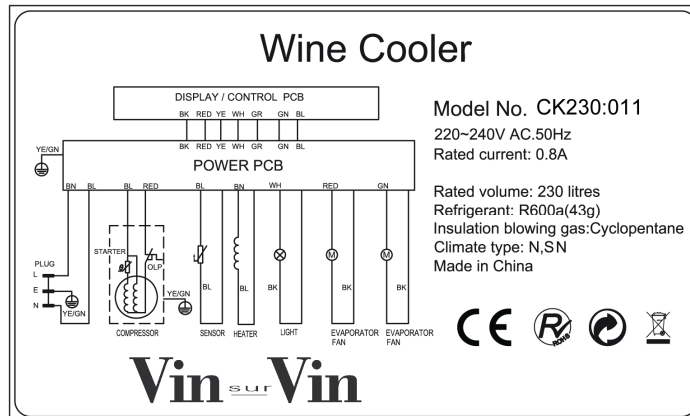 Wine Cooler
DISPLAY / CONTROL PCB
BK RED YE WH GR GN BL
BK RED YE WH GR GN BL
YE/GN
POWER PCB
BN BL BL RED BL BN WH RED GN
PLUG
L
E
N
YE/GN
STARTER
OLP
YE/GN
BL
BL
BK
M
BK
M
BK
COMPRESSOR
SENSOR
HEATER
LIGHT
EVAPORATOR FAN
EVAPORATOR FAN
Model No. CK230:011
220~240V AC.50Hz
Rated current: 0.8A
Rated volume: 230 litres
Refrigerant: R600a(43g)
Insulation blowing gas:Cyclopentane
Climate type: N,SN
Made in China
CE
R
ROHS
Vin sur Vin